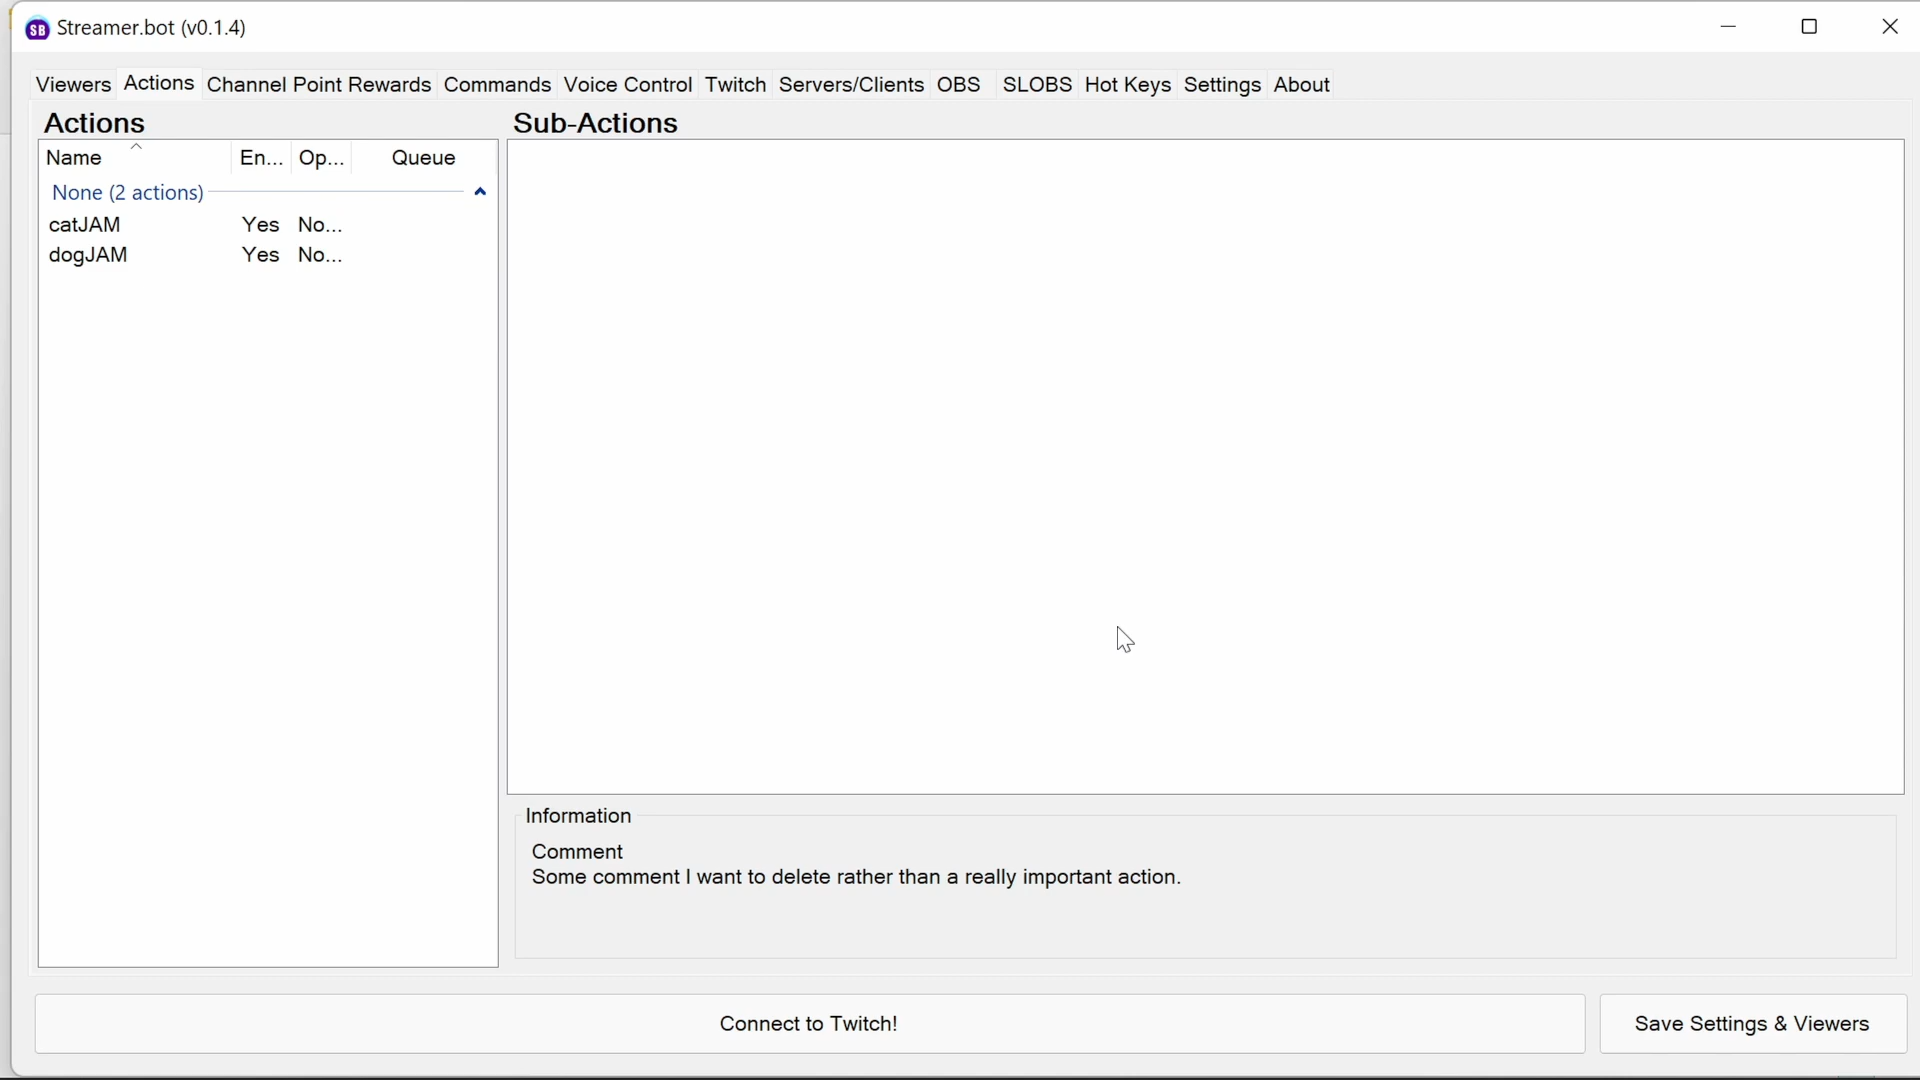 SB Streamer.bot (v0.1.4)
Viewers Actions Channel Point Rewards Commands Voice Control Twitch Servers/Clients OBS SLOBS Hot Keys Settings About
Actions
Sub-Actions
Name En... Op... Queue
None (2 actions)
catJAM Yes No...
dogJAM Yes No...
Information
Comment
Some comment I want to delete rather than a really important action.
Connect to Twitch!
Save Settings & Viewers